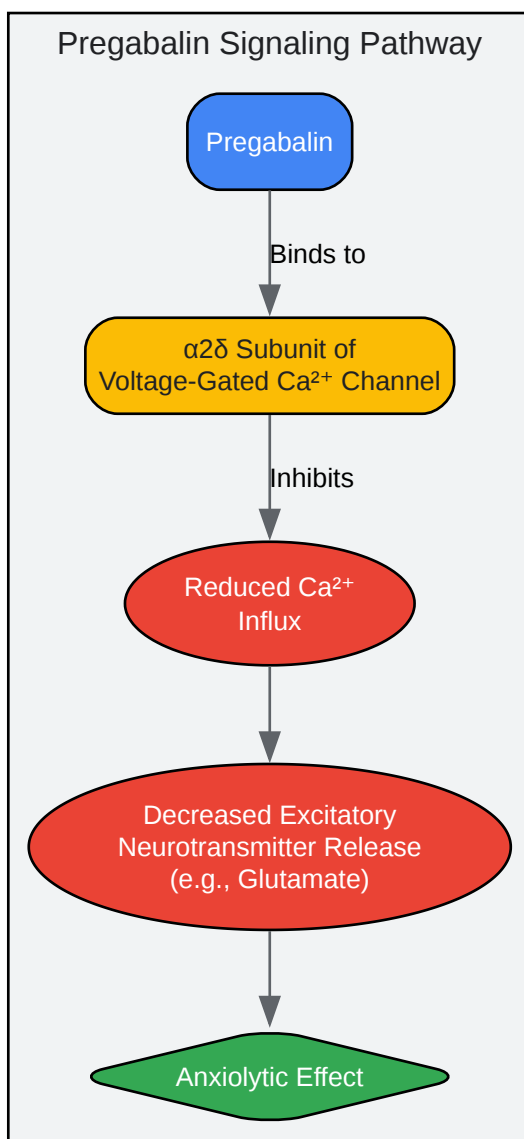 Pregabalin Signaling Pathway
Pregabalin
Binds to
α2δ Subunit of
Voltage-Gated Ca²⁺ Channel
Inhibits
Reduced Ca²⁺
Influx
Decreased Excitatory
Neurotransmitter Release
(e.g., Glutamate)
Anxiolytic Effect